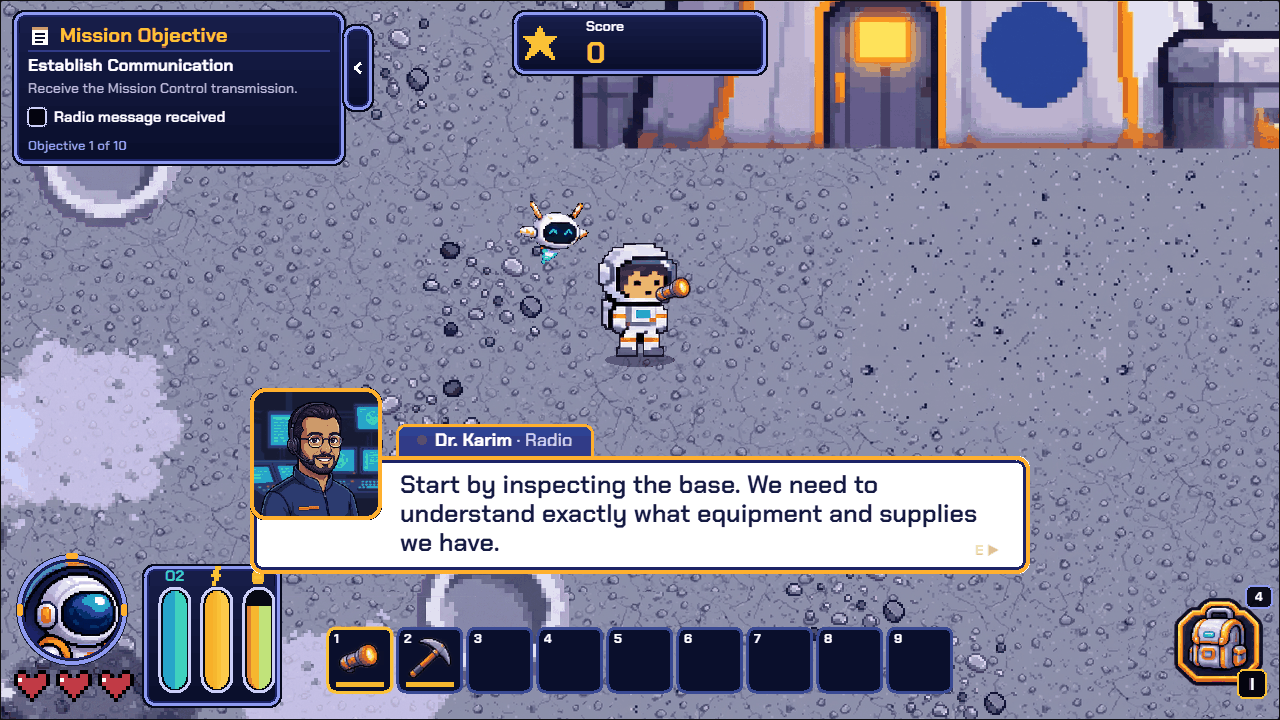 Mission Objective
Establish Communication
Receive the Mission Control transmission.
Radio message received
Objective 1 of 10
Score
0
Dr. Karim · Radio
Start by inspecting the base. We need to
understand exactly what equipment and supplies
we have.
E
O2
1 2 3 4 5 6 7 8 9
4
I